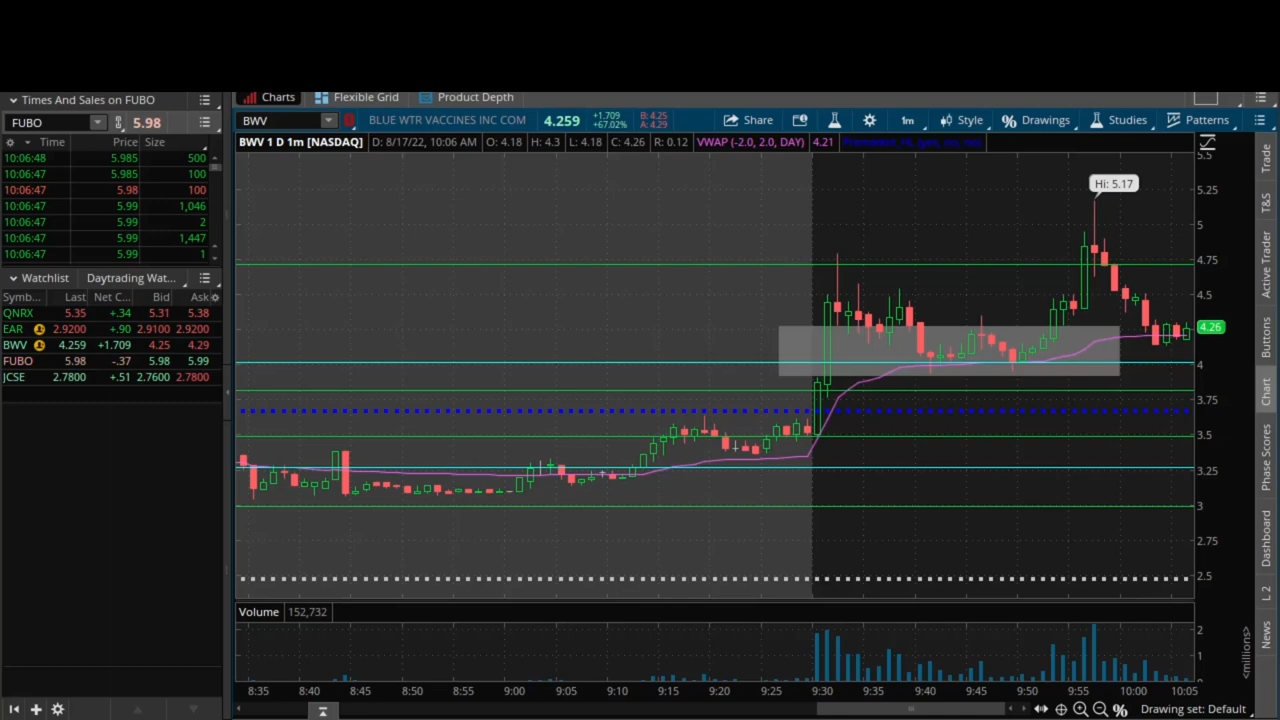 Times And Sales on FUBO
Charts Flexible Grid Product Depth
FUBO 5.98
BWV BLUE WTR VACCINES INC COM 4.259 +1.709 +67.02% B: 4.25 A: 4.29 Share 1m Style Drawings Studies Patterns
Time Price Size
10:06:48 5.985 500
10:06:47 5.985 100
10:06:48 5.98 100
10:06:47 5.99 1,046
10:06:47 5.99 2
10:06:47 5.99 1,447
10:06:47 5.99 1
Watchlist Daytrading Wat...
Symb... Last Net C... Bid Ask
QNRX 5.35 +.34 5.31 5.38
EAR 2.9200 +.90 2.9100 2.9200
BWV 4.259 +1.709 4.25 4.29
FUBO 5.98 -.37 5.98 5.99
JCSE 2.7800 +.51 2.7600 2.7800
BWV 1 D 1m [NASDAQ] D: 8/17/22, 10:06 AM O: 4.18 H: 4.3 L: 4.18 C: 4.26 R: 0.12 VWAP (-2.0, 2.0, DAY) 4.21
Hi: 5.17
5.5
5.25
5
4.75
4.5
4.26
4
3.75
3.5
3.25
3
2.75
2.5
Volume 152,732
2
1
<millions>
8:35 8:40 8:45 8:50 8:55 9:00 9:05 9:10 9:15 9:20 9:25 9:30 9:35 9:40 9:45 9:50 9:55 10:00 10:05
Drawing set: Default
Trade
T&S
Active Trader
Buttons
Chart
Phase Scores
Dashboard
L 2
News